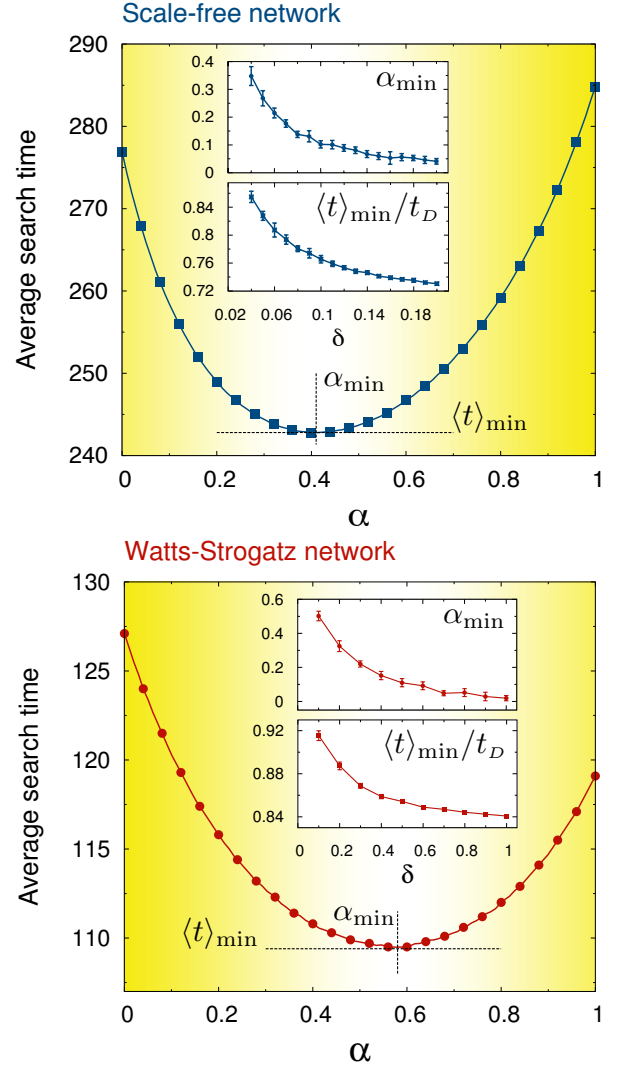 Scale-free network
290
280
270
260
250
240
Average search time
0.4
0.3
0.2
0.1
0
α_min
0.84
0.8
0.76
0.72
⟨t⟩_min/t_D
0.02 0.06 0.1 0.14 0.18
δ
α_min
⟨t⟩_min
0 0.2 0.4 0.6 0.8 1
α
Watts-Strogatz network
130
125
120
115
110
Average search time
0.6
0.4
0.2
0
α_min
0.92
0.88
0.84
⟨t⟩_min/t_D
0 0.2 0.4 0.6 0.8 1
δ
α_min
⟨t⟩_min
0 0.2 0.4 0.6 0.8 1
α